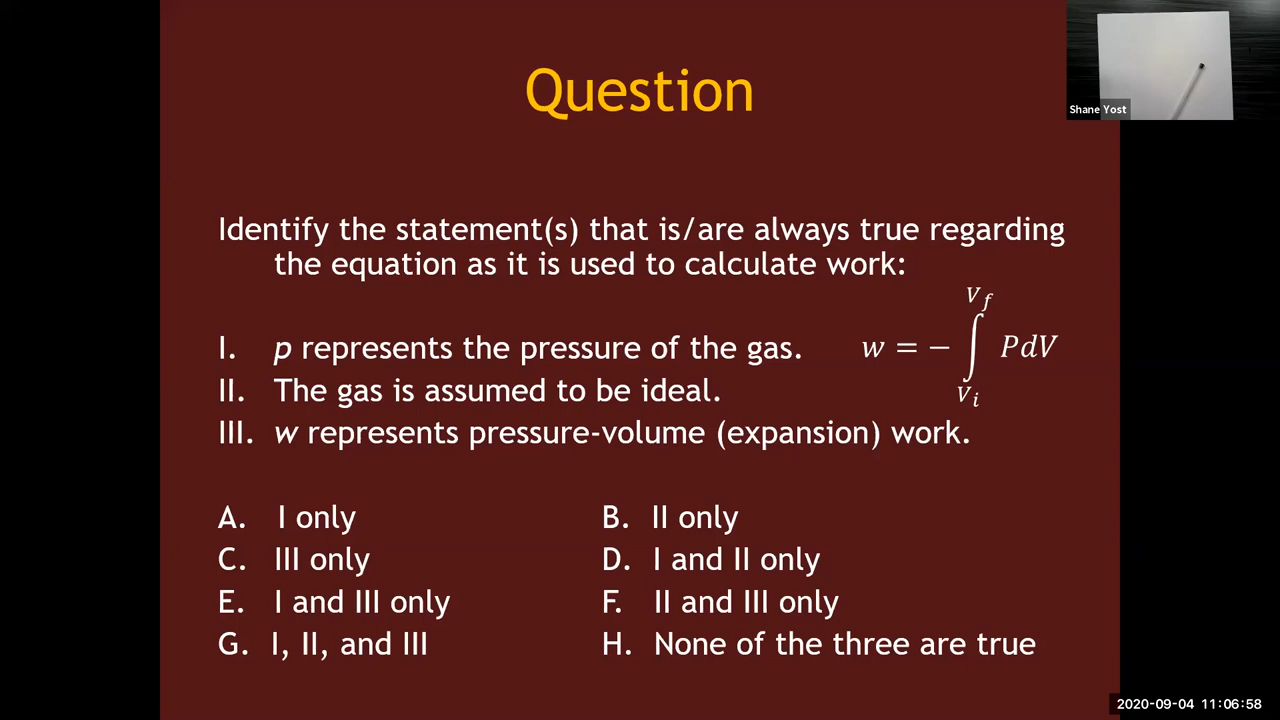 Question
Shane Yost
Identify the statement(s) that is/are always true regarding
the equation as it is used to calculate work:
I. p represents the pressure of the gas.
II. The gas is assumed to be ideal.
III. w represents pressure-volume (expansion) work.
w = − ∫ V_i V_f PdV
A. I only
B. II only
C. III only
D. I and II only
E. I and III only
F. II and III only
G. I, II, and III
H. None of the three are true
2020-09-04 11:06:58